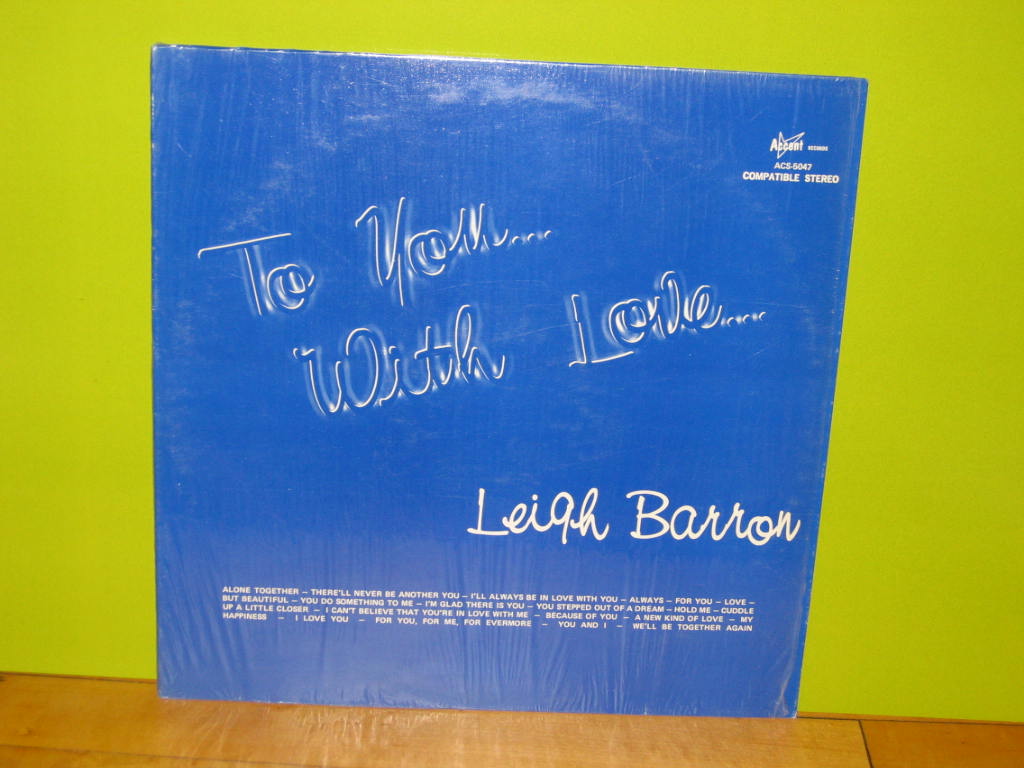 Accent RECORDS
ACS-5047
COMPATIBLE STEREO
To You...
With Love....
Leigh Barron
ALONE TOGETHER – THERE'LL NEVER BE ANOTHER YOU – I'LL ALWAYS BE IN LOVE WITH YOU – ALWAYS – FOR YOU – LOVE –
BUT BEAUTIFUL – YOU DO SOMETHING TO ME – I'M GLAD THERE IS YOU – YOU STEPPED OUT OF A DREAM – HOLD ME – CUDDLE
UP A LITTLE CLOSER – I CAN'T BELIEVE THAT YOU'RE IN LOVE WITH ME – BECAUSE OF YOU – A NEW KIND OF LOVE – MY
HAPPINESS – I LOVE YOU – FOR YOU, FOR ME, FOR EVERMORE – YOU AND I – WE'LL BE TOGETHER AGAIN